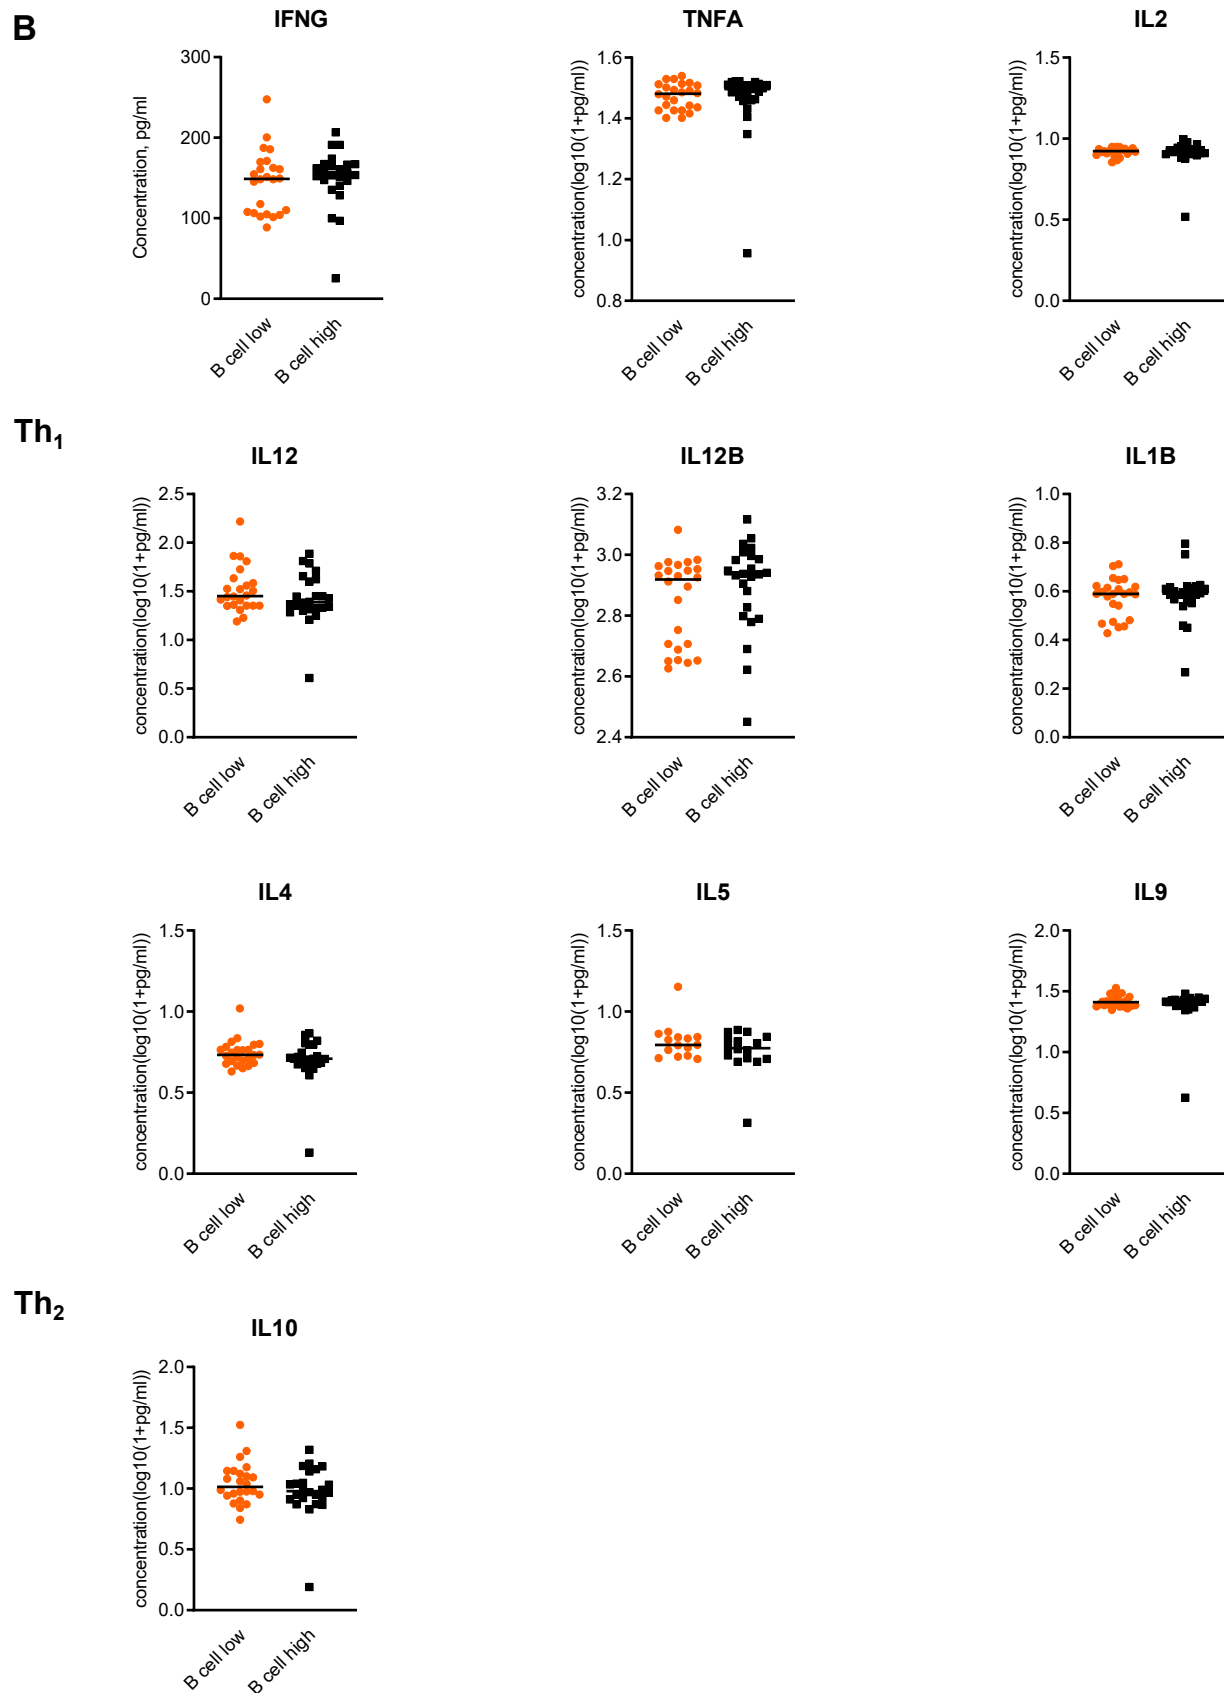 B
IFNG
Concentration, pg/ml
300
200
100
0
B cell low
B cell high
TNFA
concentration(log10(1+pg/ml))
1.6
1.4
1.2
1.0
0.8
B cell low
B cell high
IL2
concentration(log10(1+pg/ml))
1.5
1.0
0.5
0.0
B cell low
B cell high
Th1
IL12
concentration(log10(1+pg/ml))
2.5
2.0
1.5
1.0
0.5
0.0
B cell low
B cell high
IL12B
concentration(log10(1+pg/ml))
3.2
3.0
2.8
2.6
2.4
B cell low
B cell high
IL1B
concentration(log10(1+pg/ml))
1.0
0.8
0.6
0.4
0.2
0.0
B cell low
B cell high
IL4
concentration(log10(1+pg/ml))
1.5
1.0
0.5
0.0
B cell low
B cell high
IL5
concentration(log10(1+pg/ml))
1.5
1.0
0.5
0.0
B cell low
B cell high
IL9
concentration(log10(1+pg/ml))
2.0
1.5
1.0
0.5
0.0
B cell low
B cell high
Th2
IL10
concentration(log10(1+pg/ml))
2.0
1.5
1.0
0.5
0.0
B cell low
B cell high